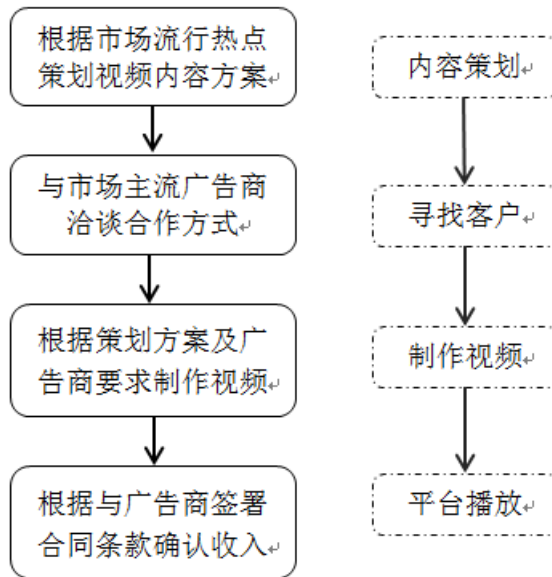 根据市场流行热点
策划视频内容方案
内容策划
与市场主流广告商
洽谈合作方式
寻找客户
根据策划方案及广
告商要求制作视频
制作视频
根据与广告商签署
合同条款确认收入
平台播放